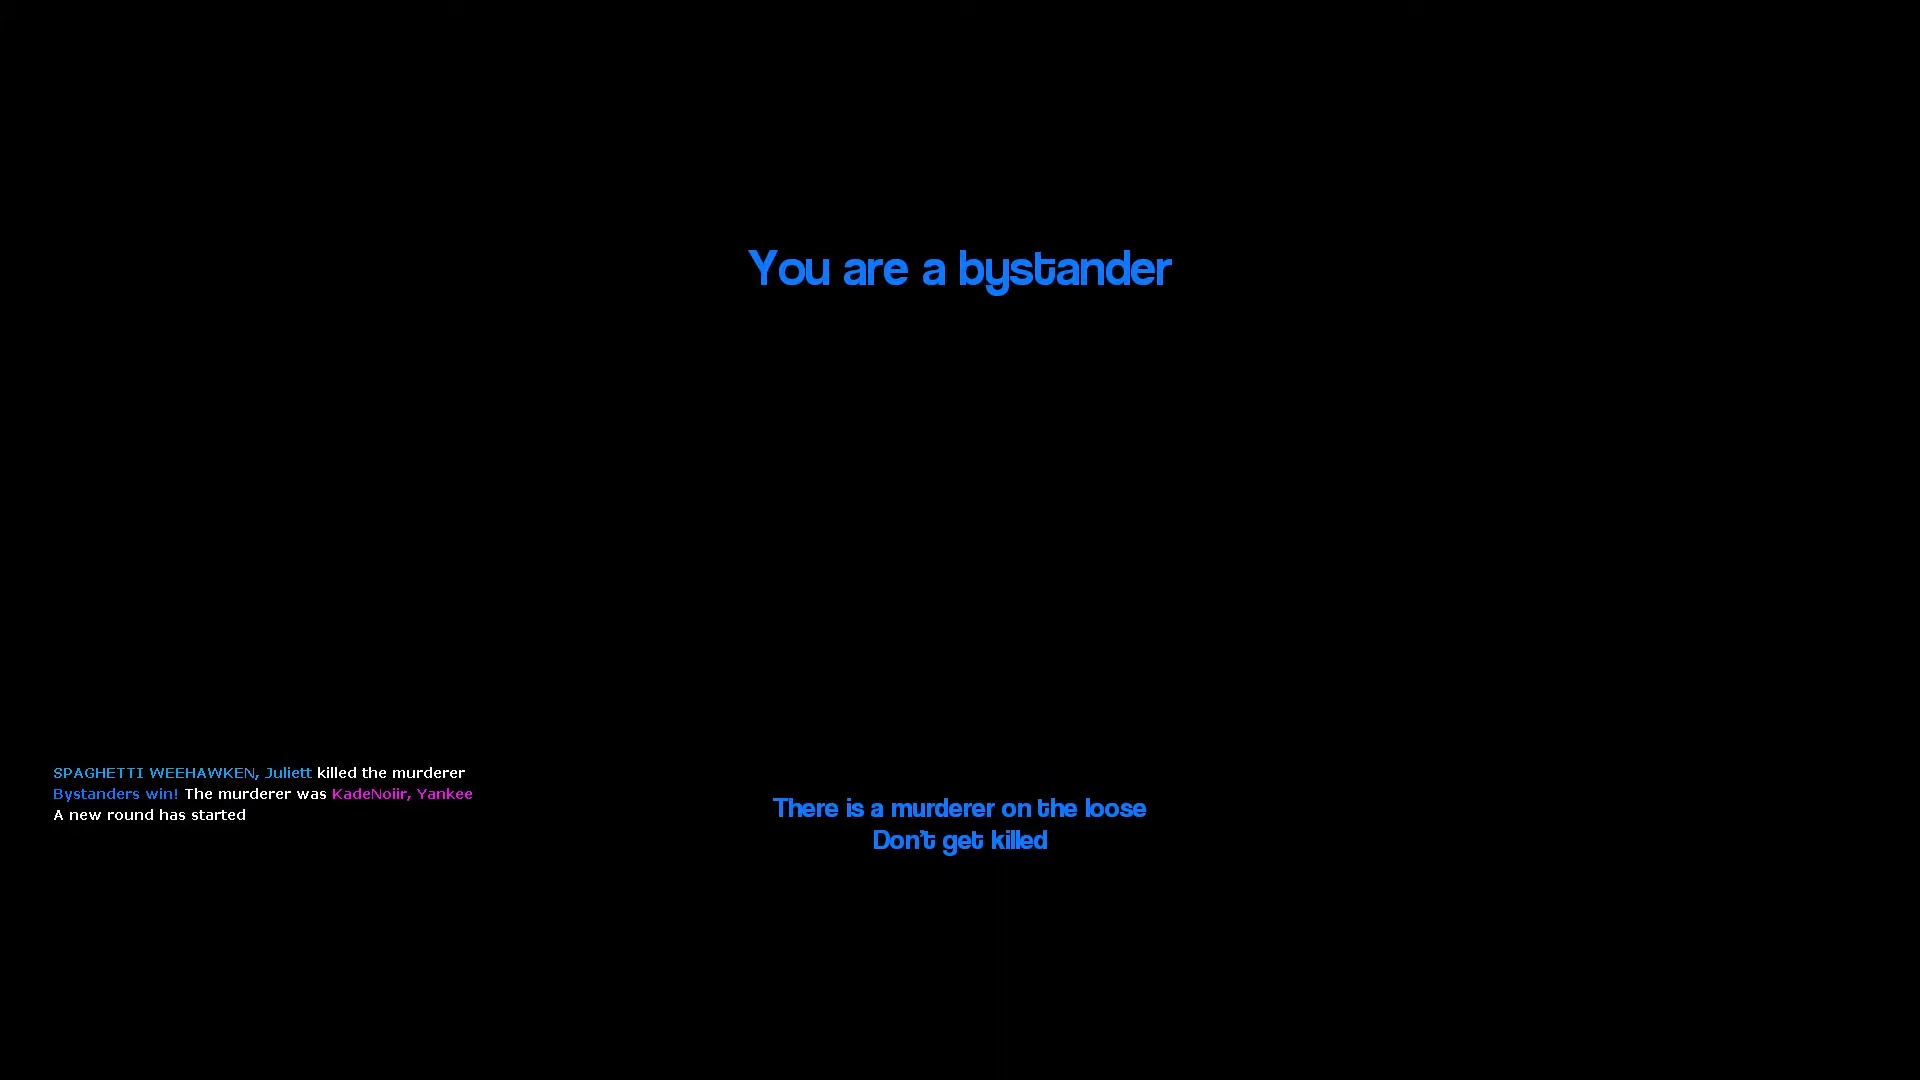 You are a bystander
SPAGHETTI WEEHAWKEN, Juliett killed the murderer
Bystanders win! The murderer was KadeNoiir, Yankee
A new round has started
There is a murderer on the loose
Don't get killed